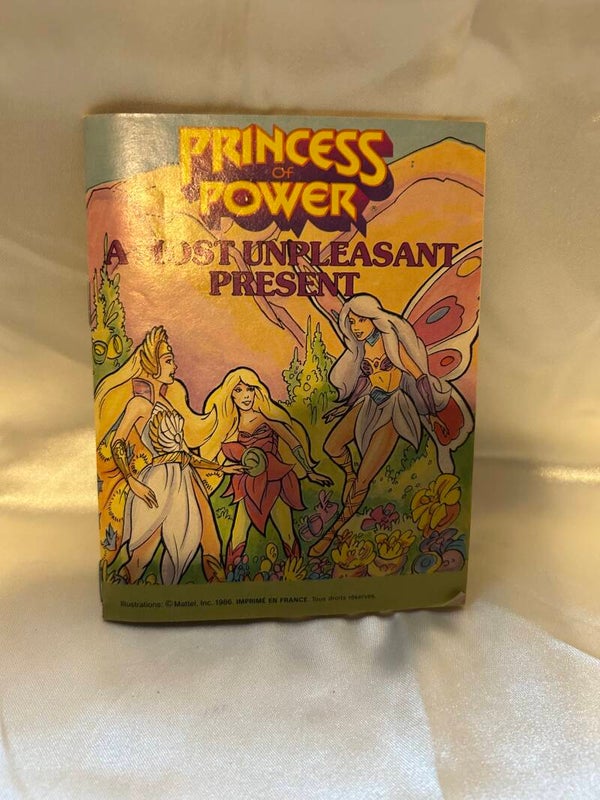 PRINCESS
OF
POWER
A MOST UNPLEASANT
PRESENT
Illustrations: © Mattel, Inc. 1986. IMPRIMÉ EN FRANCE. Tous droits réservés.